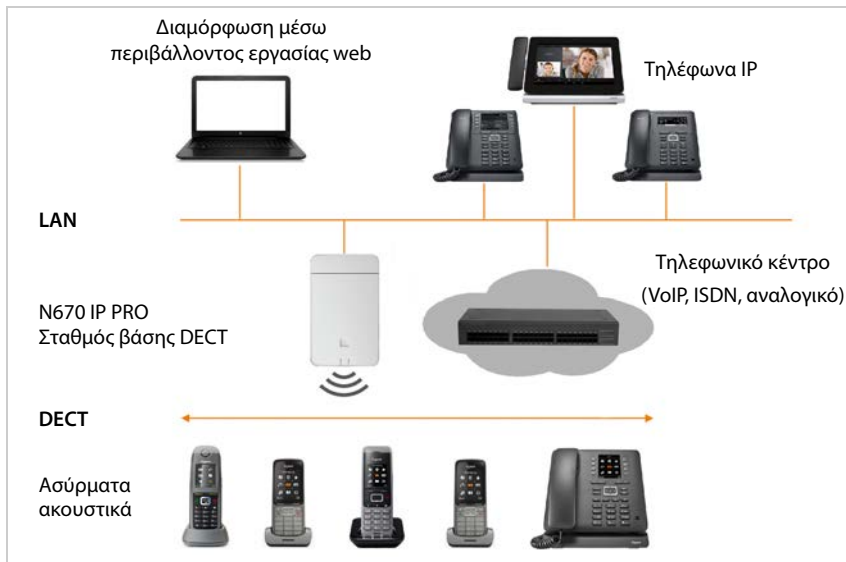 Διαμόρφωση μέσω
περιβάλλοντος εργασίας web
Τηλέφωνα IP
LAN
Τηλεφωνικό κέντρο
(VoIP, ISDN, αναλογικό)
N670 IP PRO
Σταθμός βάσης DECT
DECT
Ασύρματα
ακουστικά